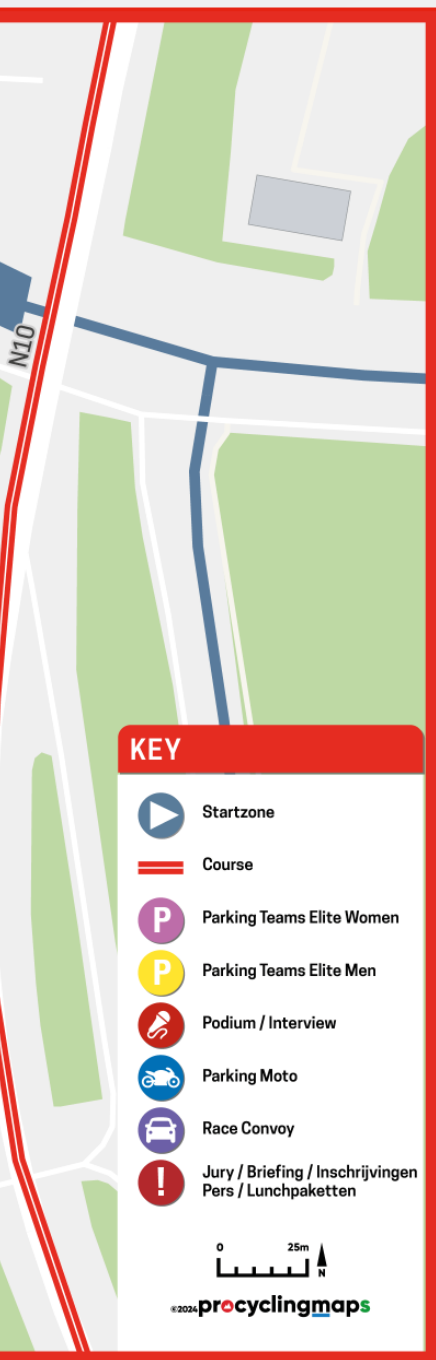 N10
KEY
Startzone
Course
P
Parking Teams Elite Women
P
Parking Teams Elite Men
Podium / Interview
Parking Moto
Race Convoy
!
Jury / Briefing / Inschrijvingen
Pers / Lunchpaketten
0 25m
N
©2024 procyclingmaps